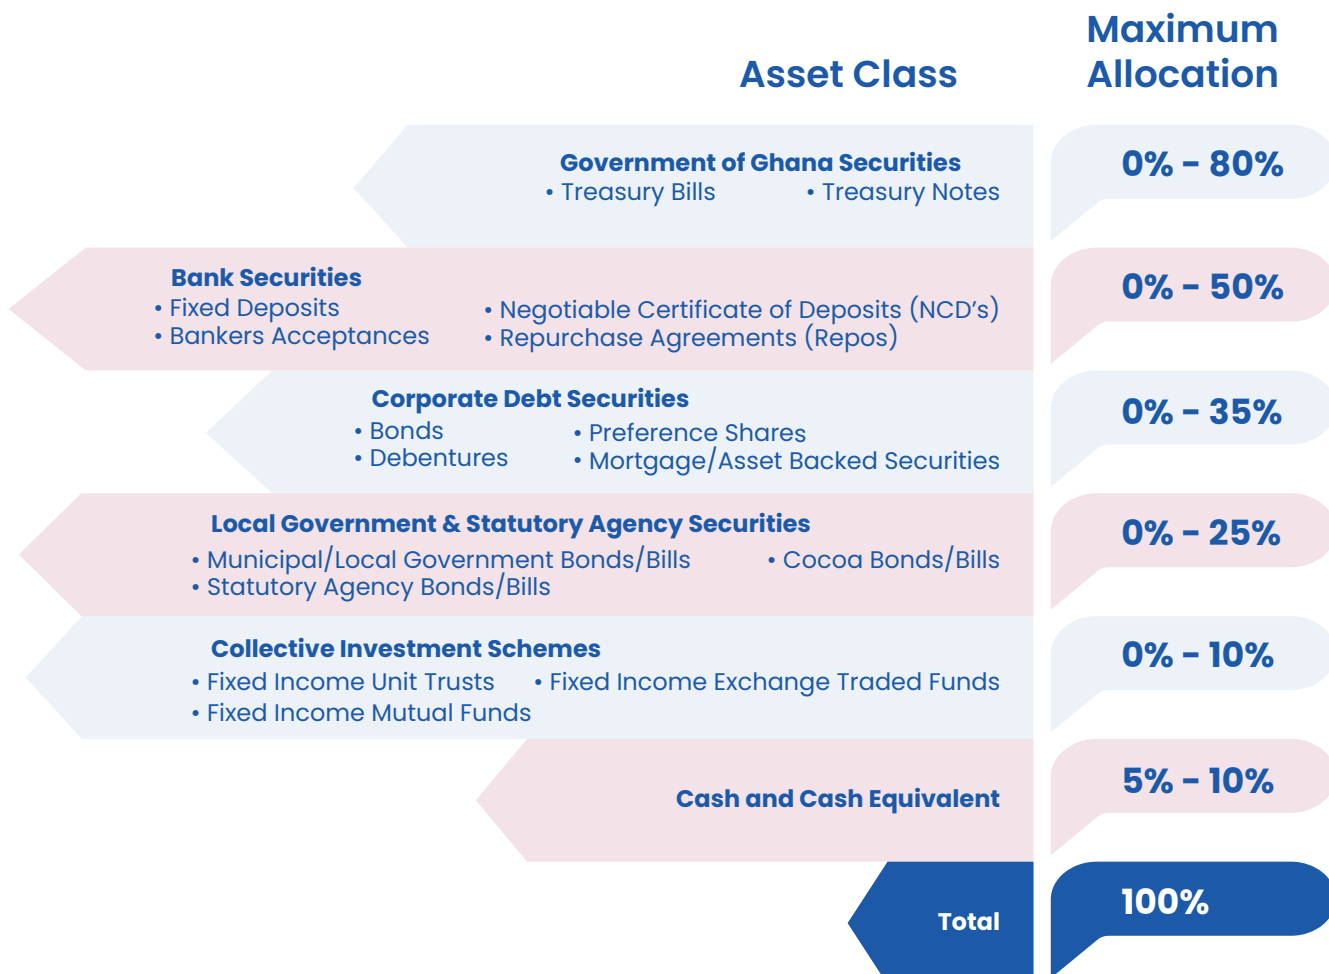 Asset Class
Maximum
Allocation
Government of Ghana Securities
• Treasury Bills • Treasury Notes
0% - 80%
Bank Securities
• Fixed Deposits • Negotiable Certificate of Deposits (NCD’s)
• Bankers Acceptances • Repurchase Agreements (Repos)
0% - 50%
Corporate Debt Securities
• Bonds • Preference Shares
• Debentures • Mortgage/Asset Backed Securities
0% - 35%
Local Government & Statutory Agency Securities
• Municipal/Local Government Bonds/Bills • Cocoa Bonds/Bills
• Statutory Agency Bonds/Bills
0% - 25%
Collective Investment Schemes
• Fixed Income Unit Trusts • Fixed Income Exchange Traded Funds
• Fixed Income Mutual Funds
0% - 10%
Cash and Cash Equivalent
5% - 10%
Total
100%